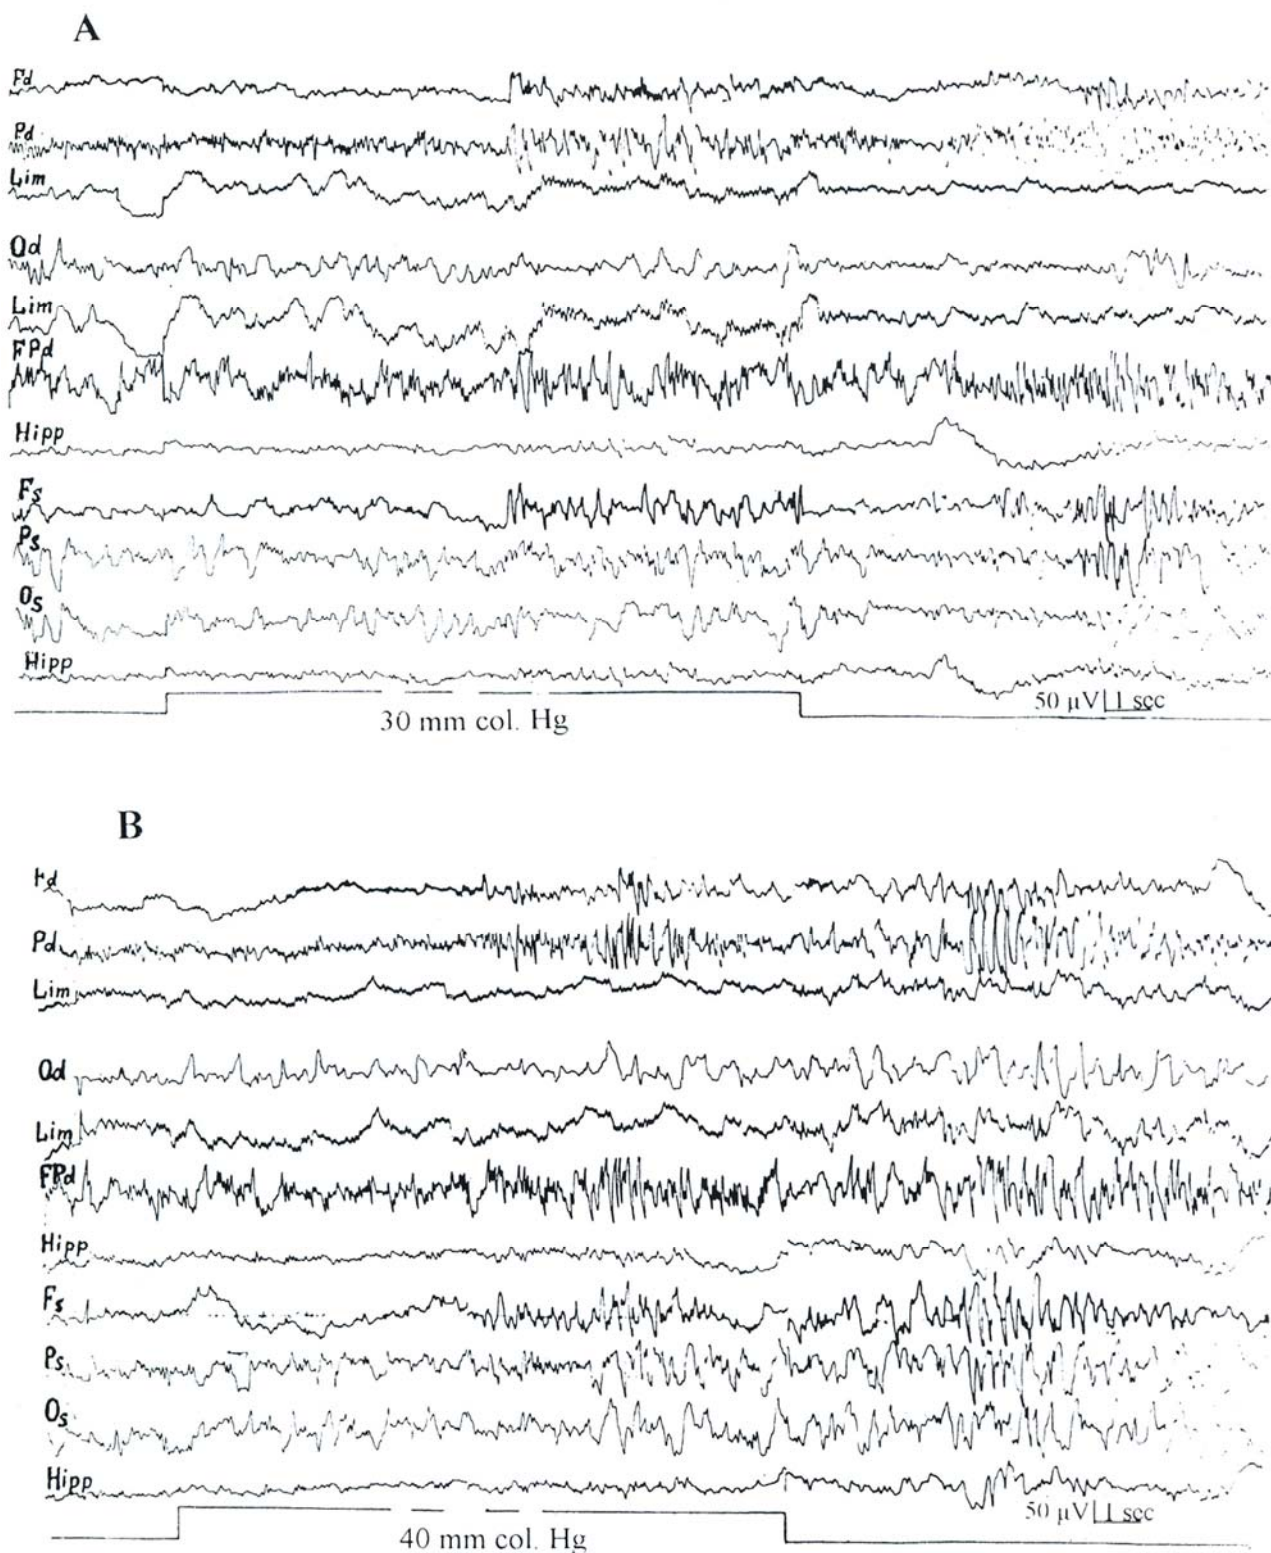 A
Fd
Pd
Lim
Od
Lim
FPd
Hipp
Fs
Ps
Os
Hipp
30 mm col. Hg
50 μV 1 sec
B
Fd
Pd
Lim
Od
Lim
FPd
Hipp
Fs
Ps
Os
Hipp
40 mm col. Hg
50 μV 1 sec